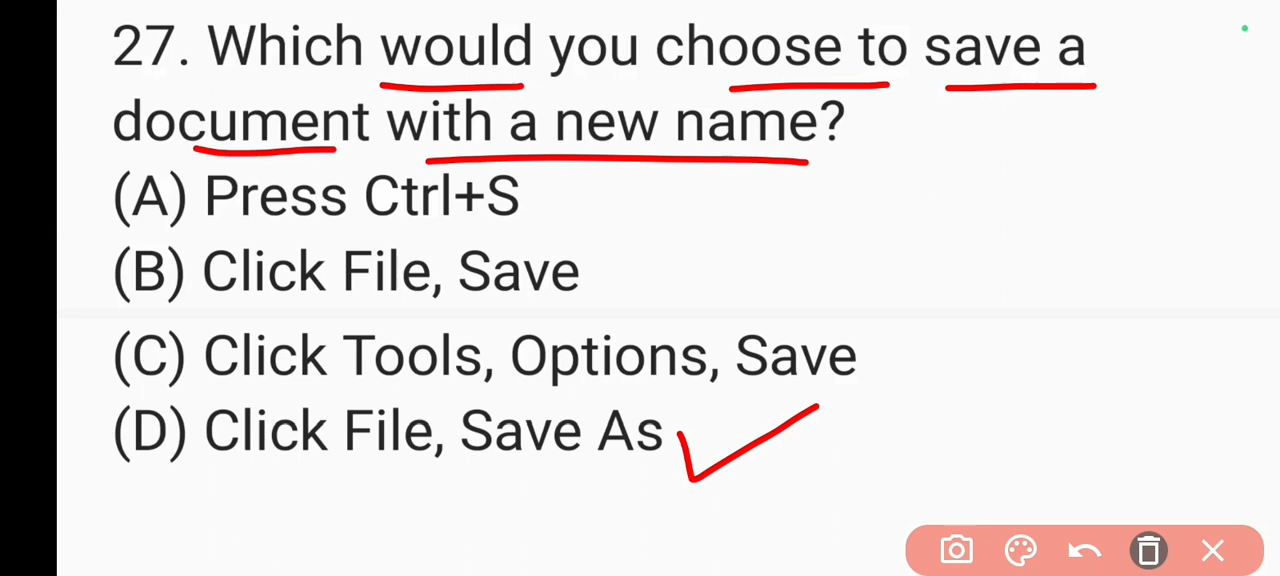 27. Which would you choose to save a
document with a new name?
(A) Press Ctrl+S
(B) Click File, Save
(C) Click Tools, Options, Save
(D) Click File, Save As